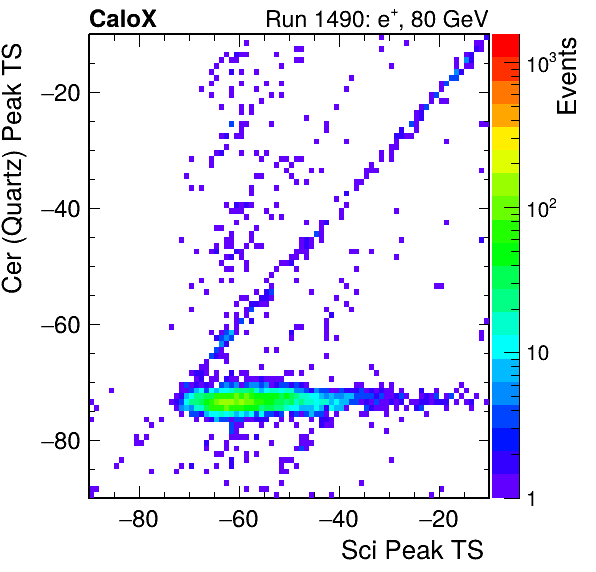 CaloX Run 1490: e⁺, 80 GeV
Cer (Quartz) Peak TS
−20
−40
−60
−80
−80 −60 −40 −20
Sci Peak TS
10³
10²
10
1
Events